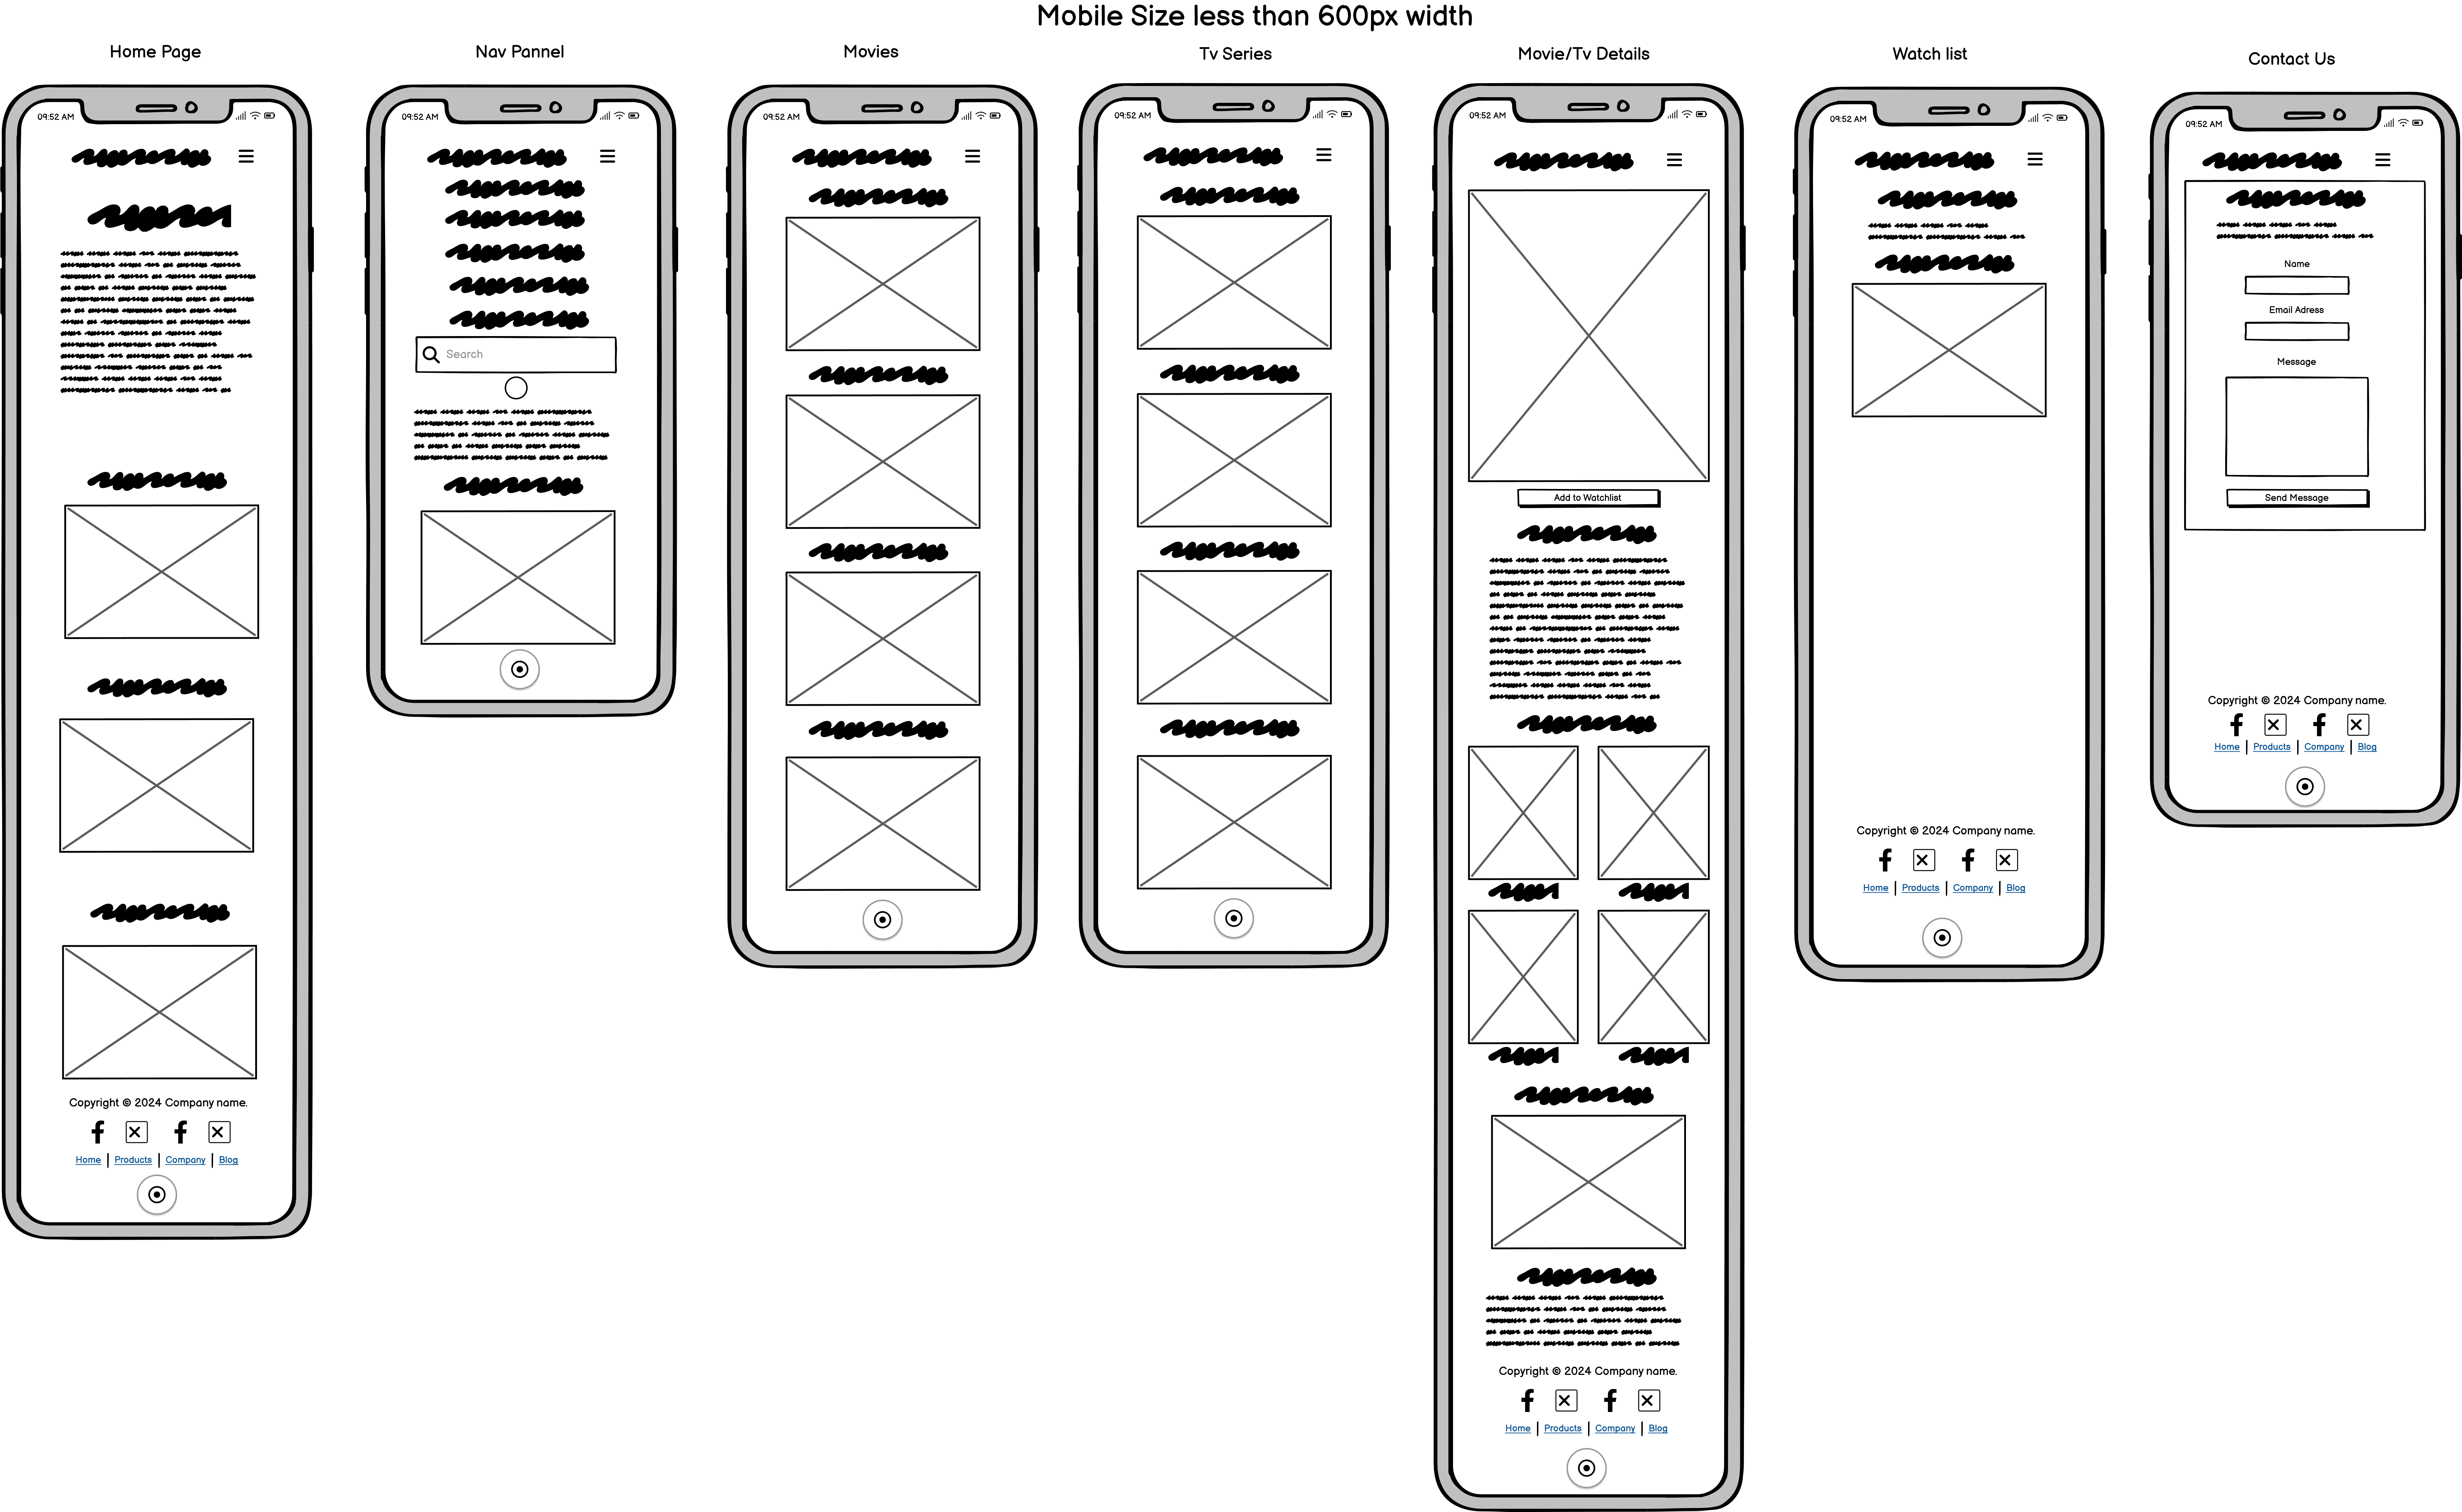 Mobile Size less than 600px width
Home Page
09:52 AM
Copyright © 2024 Company name.
Home | Products | Company | Blog
Nav Pannel
09:52 AM
Search
Movies
09:52 AM
Tv Series
09:52 AM
Movie/Tv Details
09:52 AM
Add to Watchlist
Copyright © 2024 Company name.
Home | Products | Company | Blog
Watch list
09:52 AM
Copyright © 2024 Company name.
Home | Products | Company | Blog
Contact Us
09:52 AM
Name
Email Adress
Message
Send Message
Copyright © 2024 Company name.
Home | Products | Company | Blog